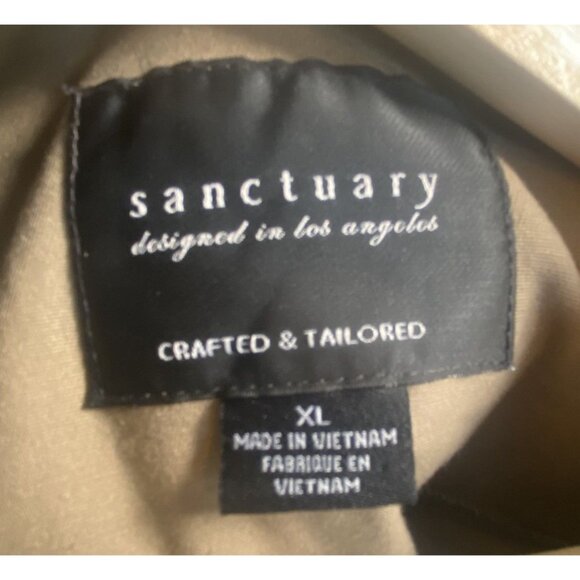 sanctuary
designed in los angeles
CRAFTED & TAILORED
XL
MADE IN VIETNAM
FABRIQUE EN
VIETNAM